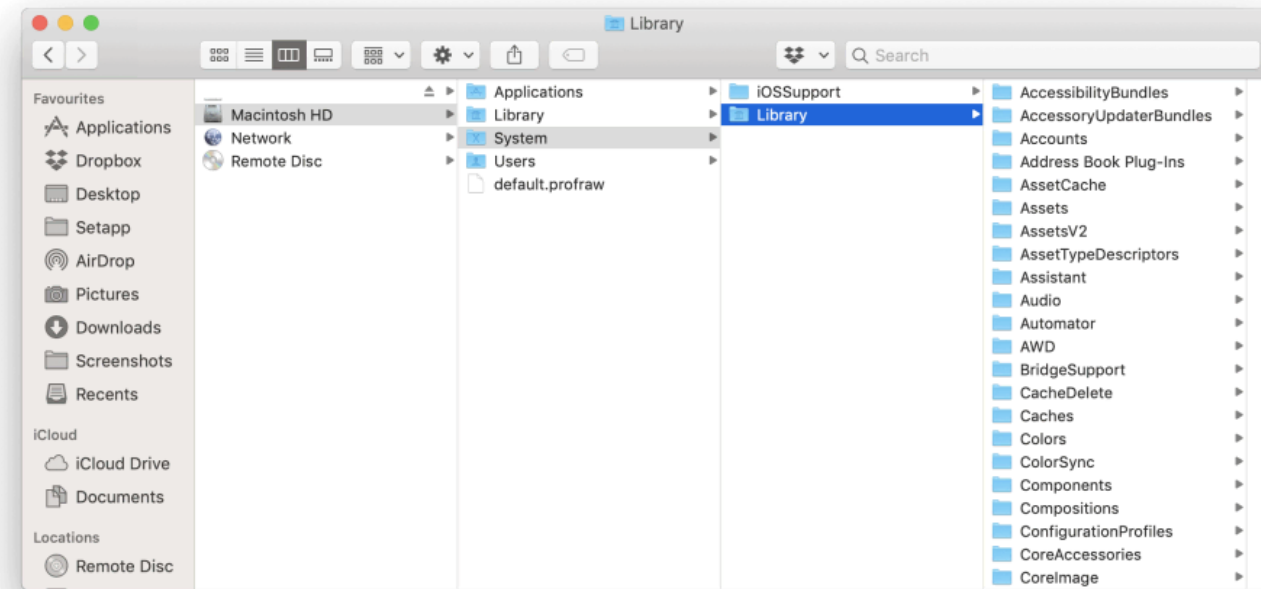 Library
Search
Favourites
Applications
Dropbox
Desktop
Setapp
AirDrop
Pictures
Downloads
Screenshots
Recents
iCloud
iCloud Drive
Documents
Locations
Remote Disc
Macintosh HD
Network
Remote Disc
Applications
Library
System
Users
default.profraw
iOSSupport
Library
AccessibilityBundles
AccessoryUpdaterBundles
Accounts
Address Book Plug-Ins
AssetCache
Assets
AssetsV2
AssetTypeDescriptors
Assistant
Audio
Automator
AWD
BridgeSupport
CacheDelete
Caches
Colors
ColorSync
Components
Compositions
ConfigurationProfiles
CoreAccessories
CoreImage